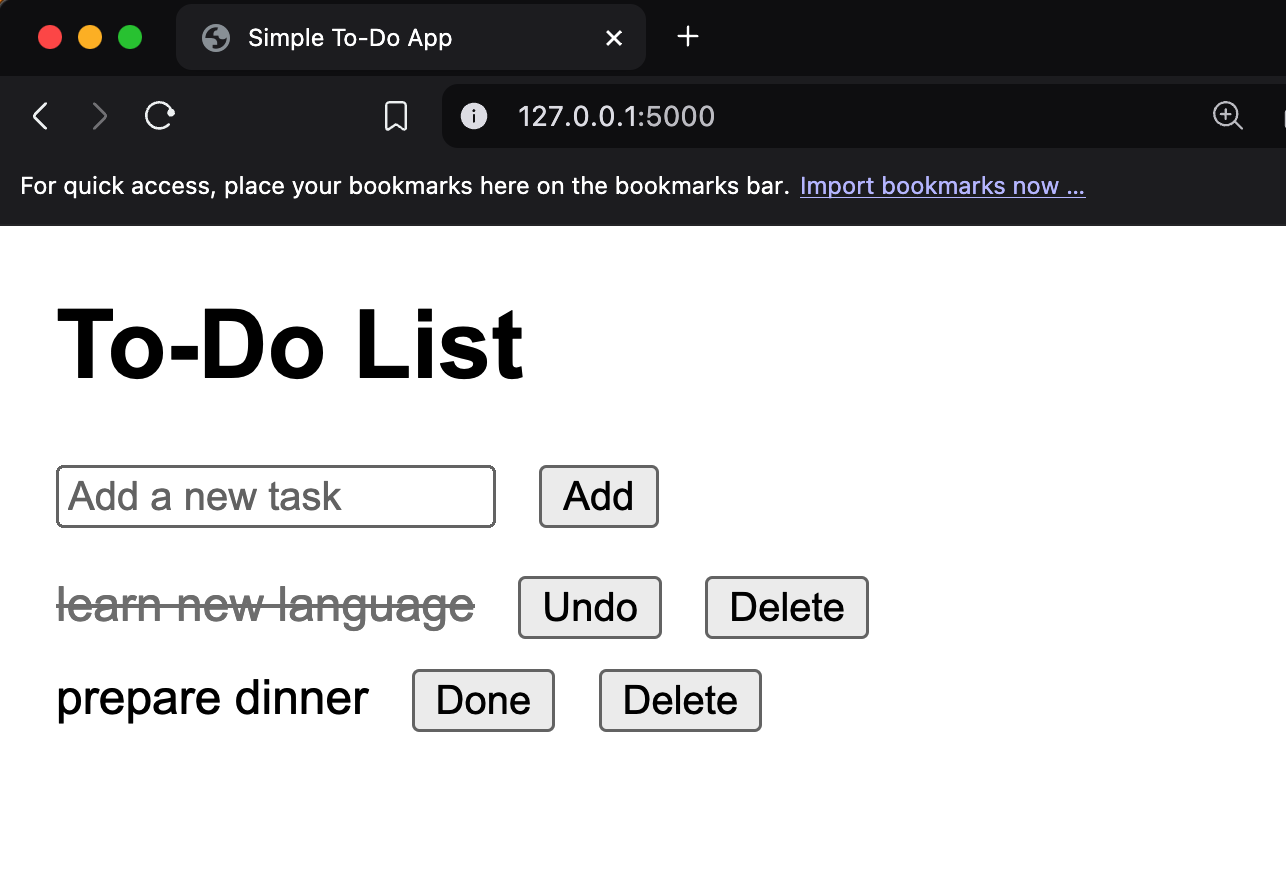 Simple To-Do App
127.0.0.1:5000
For quick access, place your bookmarks here on the bookmarks bar. Import bookmarks now ...
To-Do List
Add a new task Add
learn new language Undo Delete
prepare dinner Done Delete